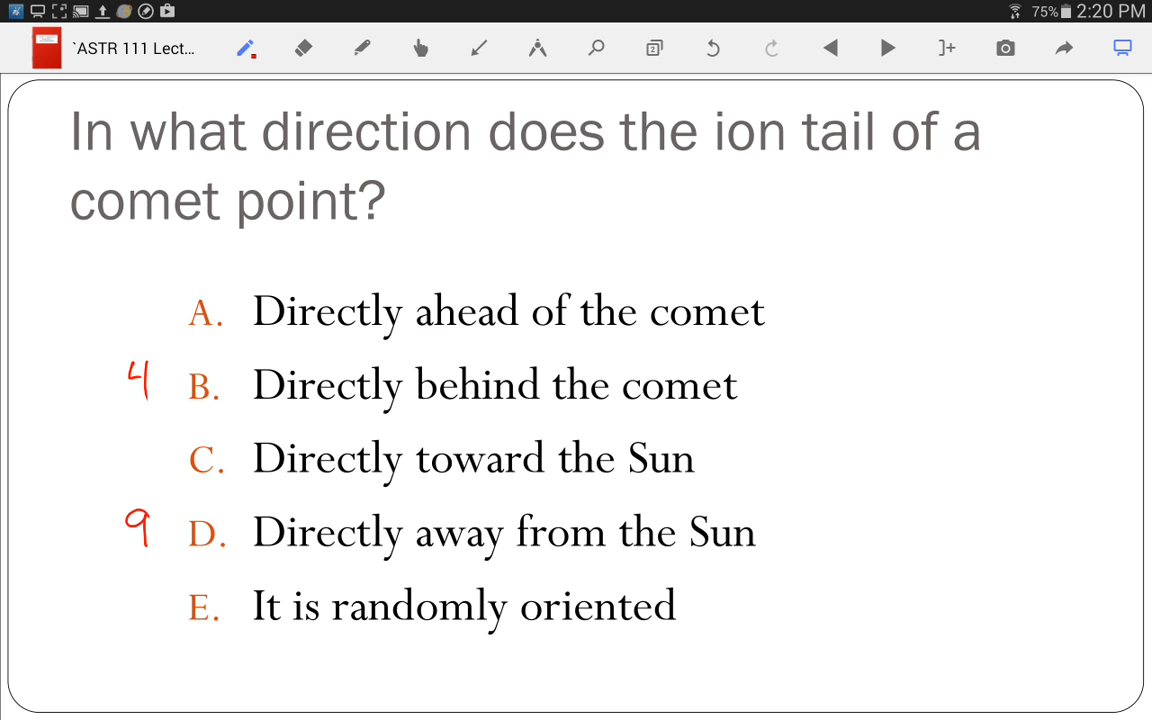 75% 2:20 PM
`ASTR 111 Lect...
2
In what direction does the ion tail of a
comet point?
A. Directly ahead of the comet
4 B. Directly behind the comet
C. Directly toward the Sun
9 D. Directly away from the Sun
E. It is randomly oriented